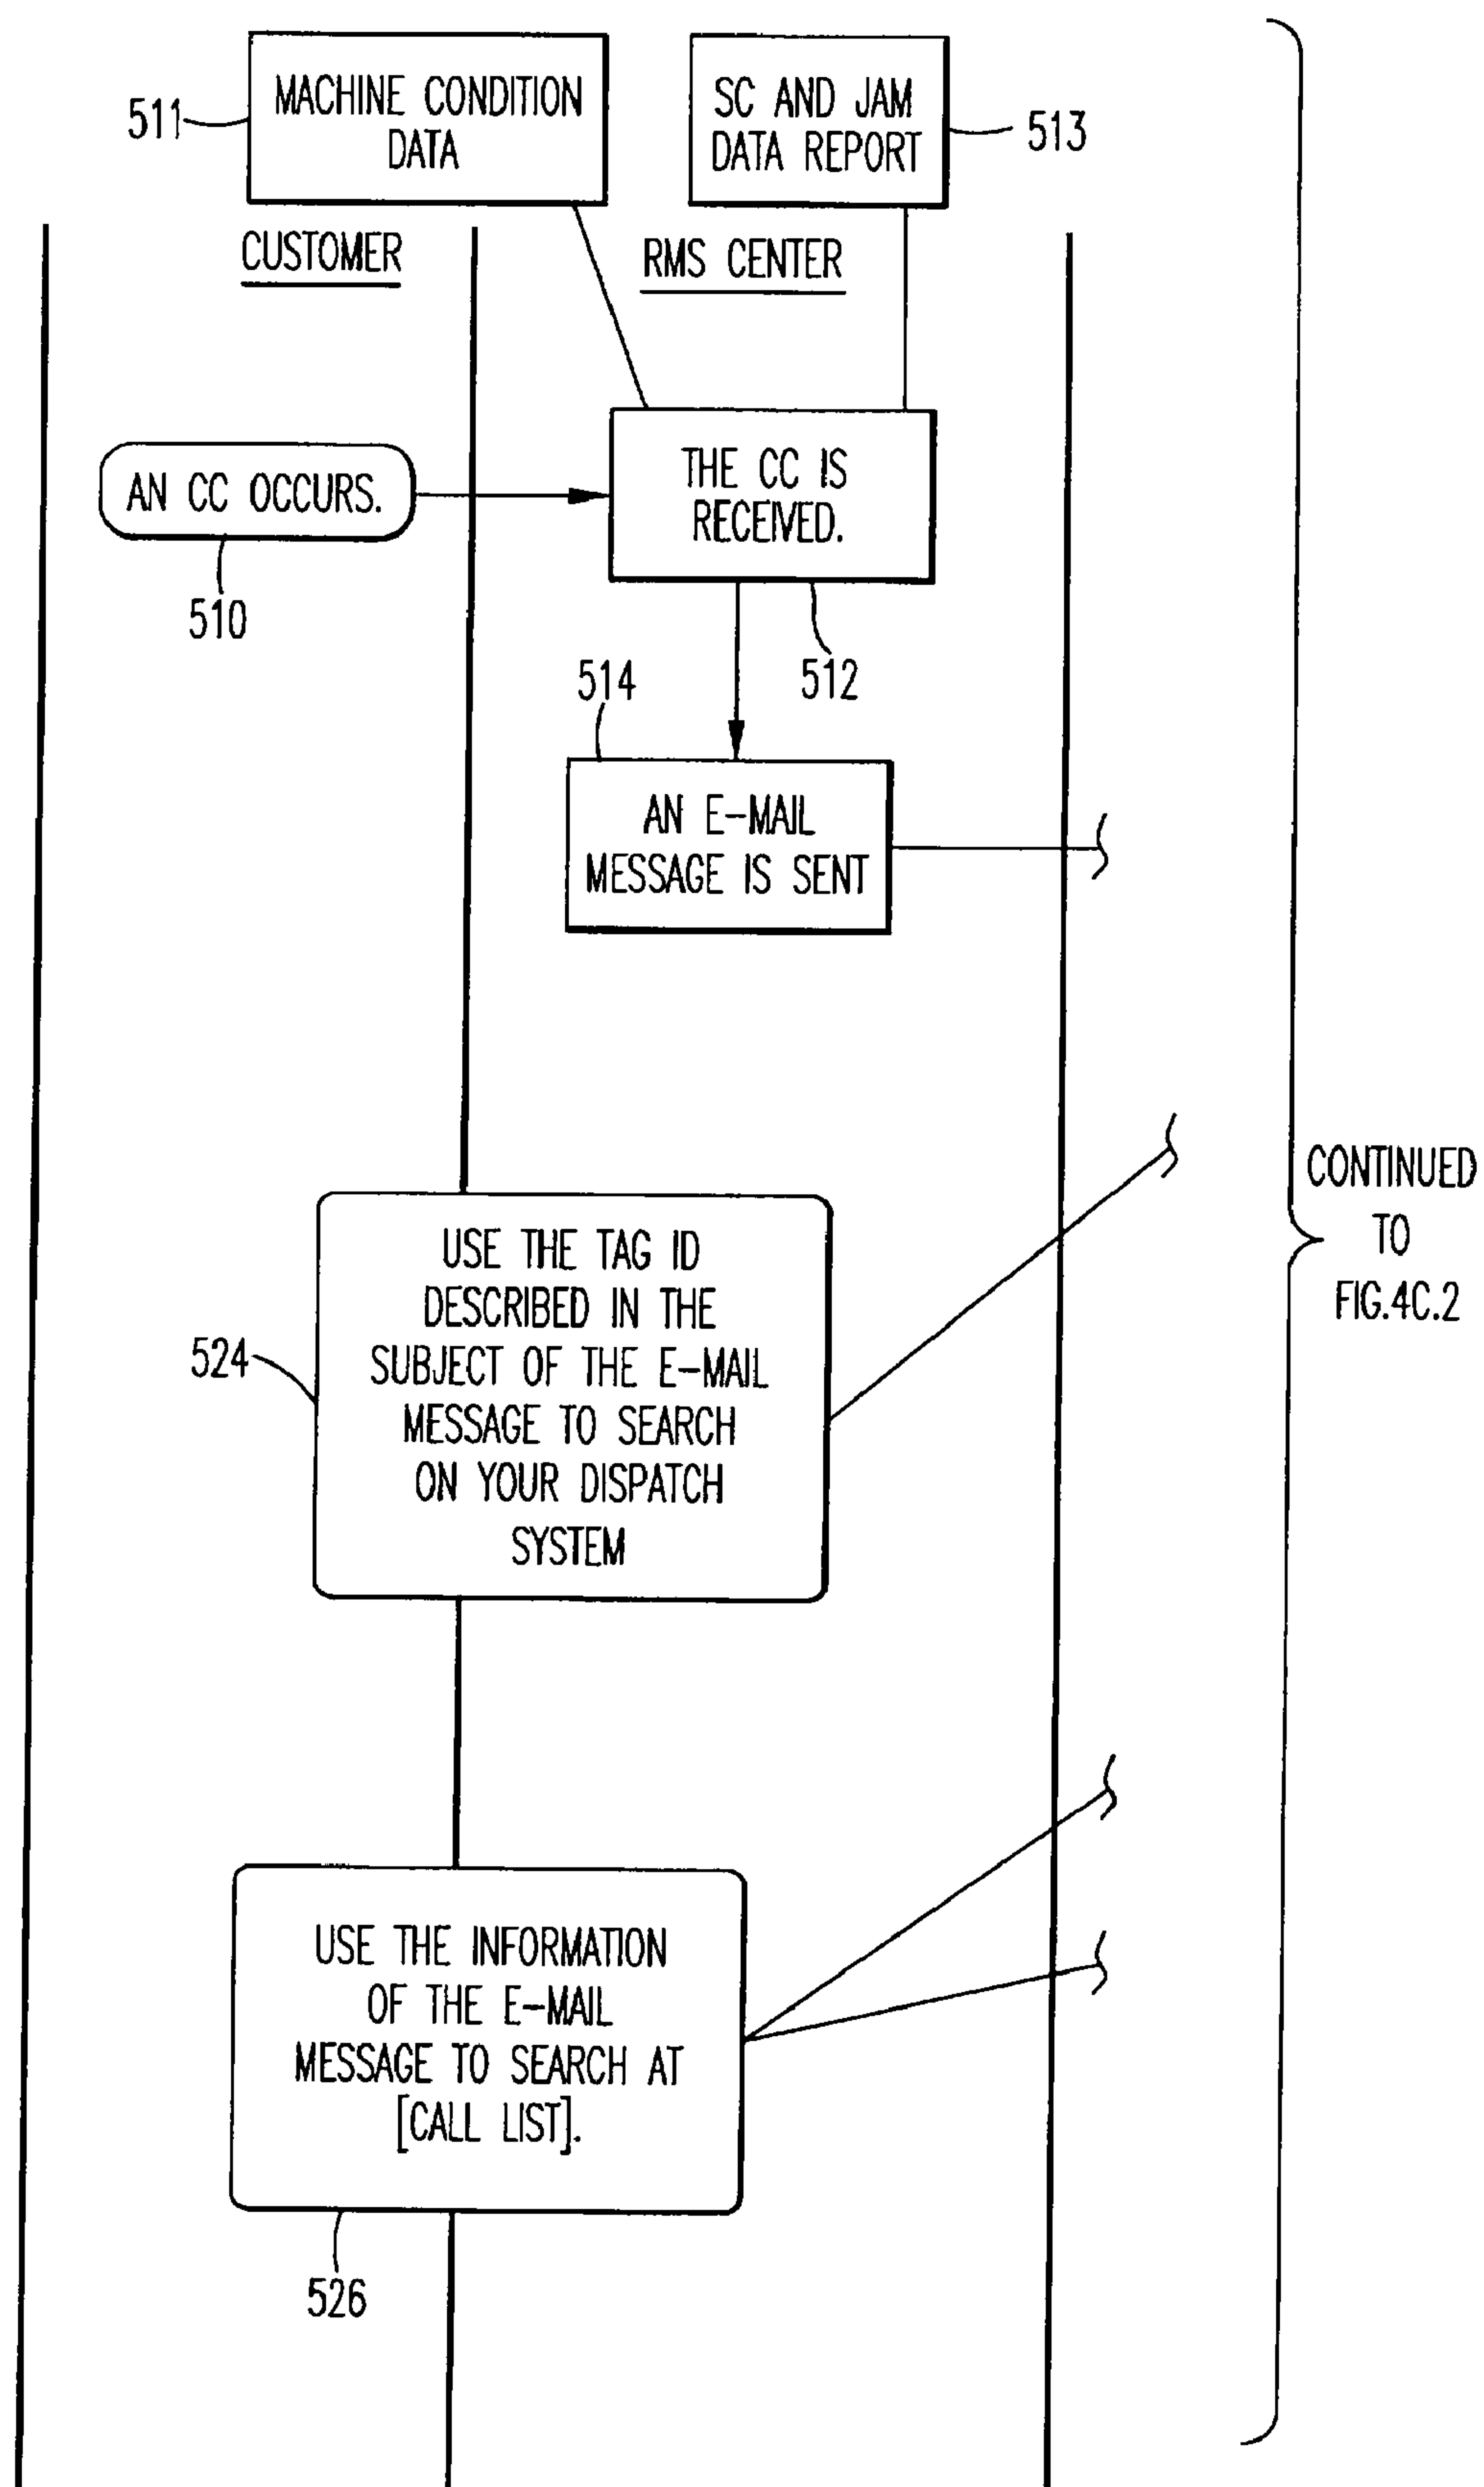 MACHINE CONDITION
DATA
511
SC AND JAM
DATA REPORT
513
CUSTOMER
RMS CENTER
AN CC OCCURS.
510
THE CC IS
RECEIVED.
512
514
AN E-MAIL
MESSAGE IS SENT
USE THE TAG ID
DESCRIBED IN THE
SUBJECT OF THE E-MAIL
MESSAGE TO SEARCH
ON YOUR DISPATCH
SYSTEM
524
CONTINUED
TO
FIG.4C.2
USE THE INFORMATION
OF THE E-MAIL
MESSAGE TO SEARCH AT
[CALL LIST].
526